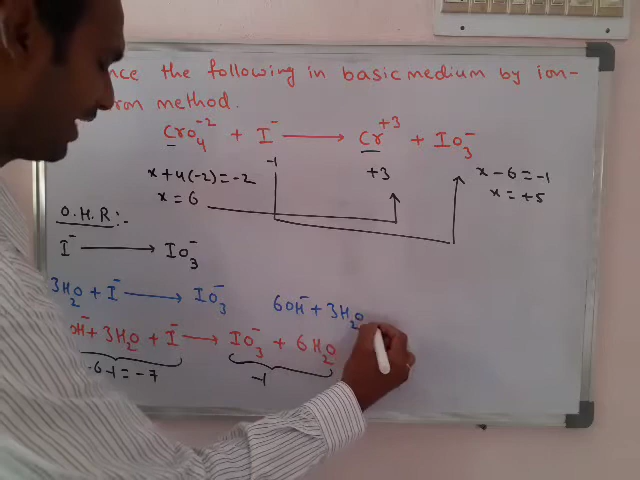 nce the following in basic medium by ion-
ron method.
CrO₄⁻² + I⁻ ⟶ Cr⁺³ + IO₃⁻
-1
x + 4(-2) = -2 +3 x - 6 = -1
x = 6 x = +5
O.H.R:-
I⁻ ⟶ IO₃⁻
3H₂O + I⁻ ⟶ IO₃⁻ 6OH⁻ + 3H₂O
OH⁻ + 3H₂O + I⁻ ⟶ IO₃⁻ + 6H₂O
-6-1 = -7 -1